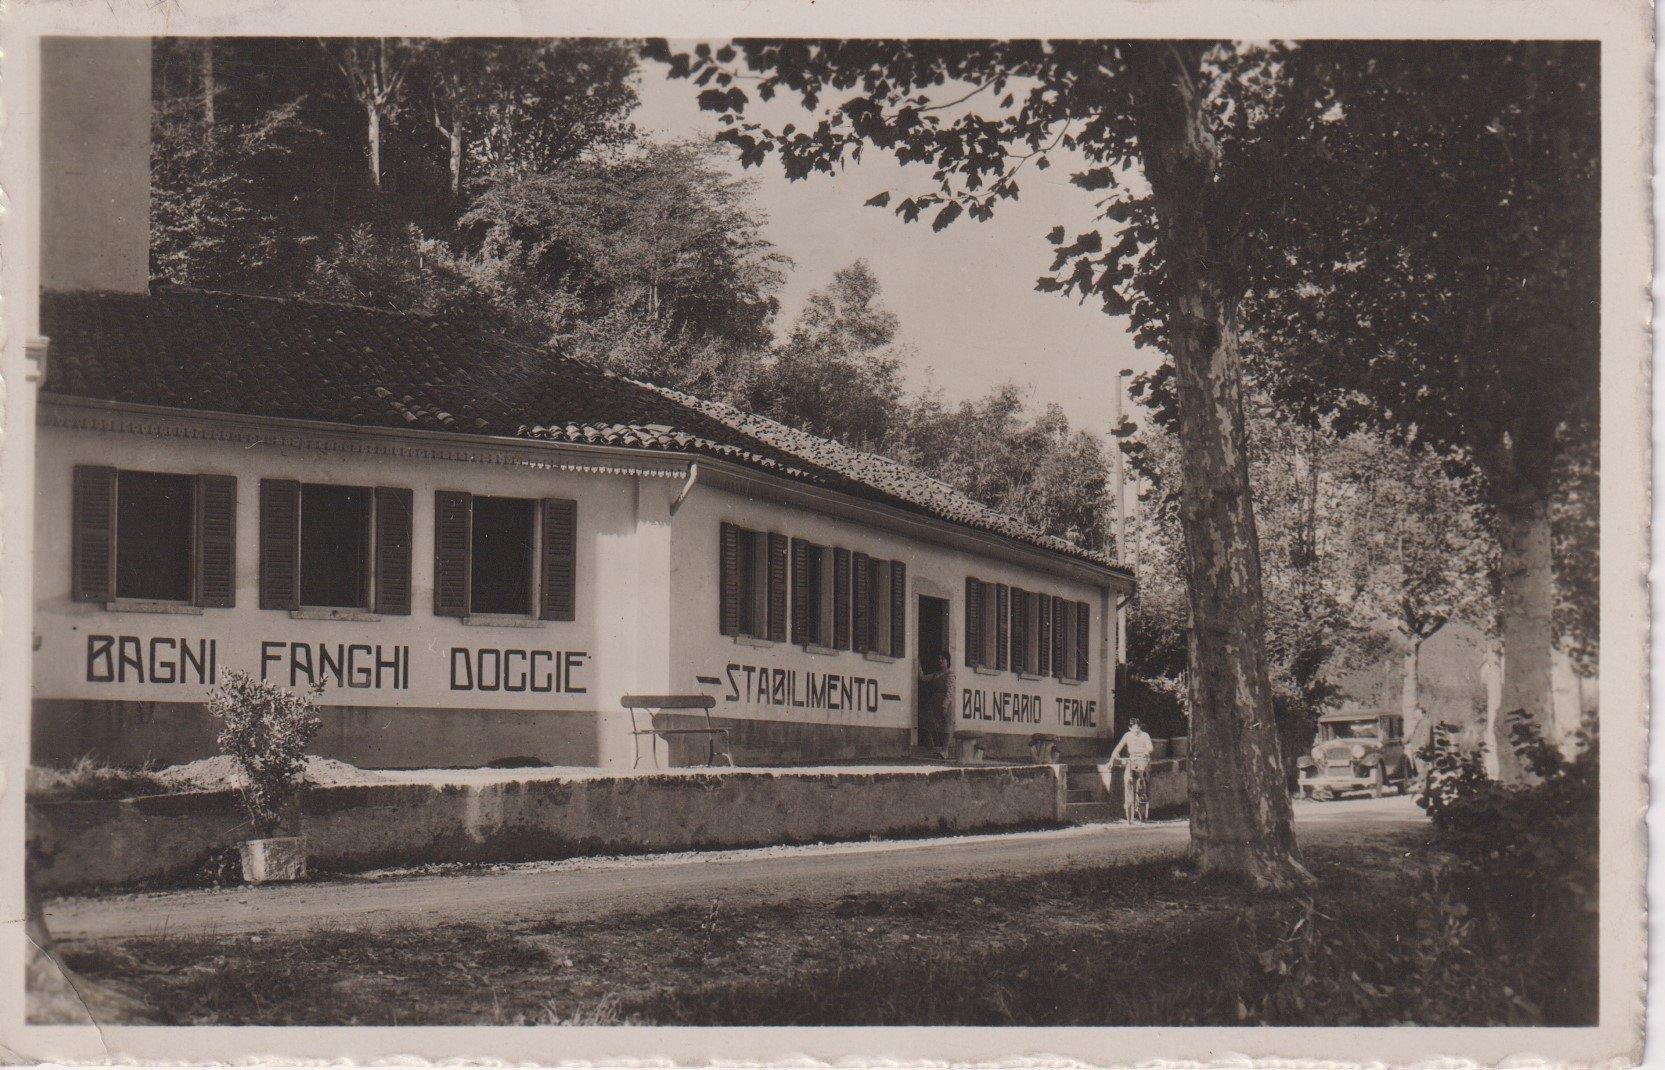 BAGNI FANGHI DOCCIE
-STABILIMENTO-
BALNEARIO TERME